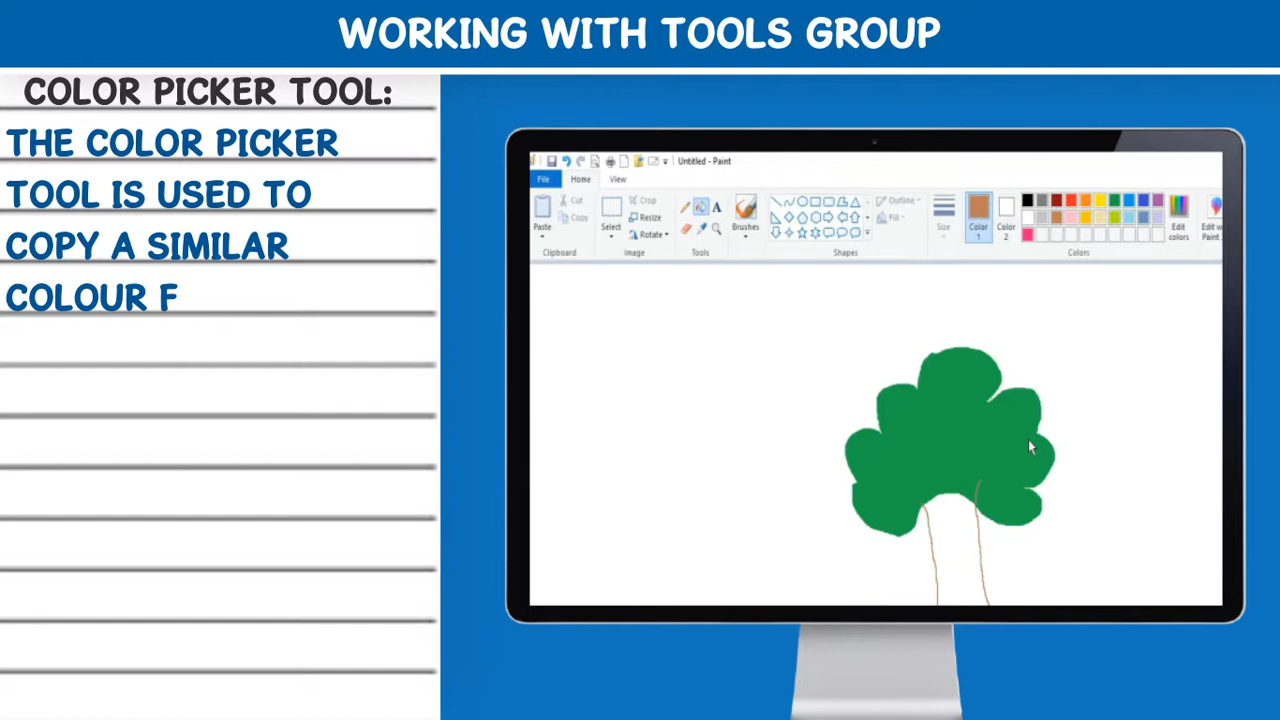 WORKING WITH TOOLS GROUP
COLOR PICKER TOOL:
THE COLOR PICKER
TOOL IS USED TO
COPY A SIMILAR
COLOUR F
Untitled - Paint
File Home View
Paste
Cut
Copy
Clipboard
Select
Crop
Resize
Rotate
Image
A
Tools
Brushes
Outline
Fill
Shapes
Size
Color 1
Color 2
Edit colors
Edit w
Paint
Colors